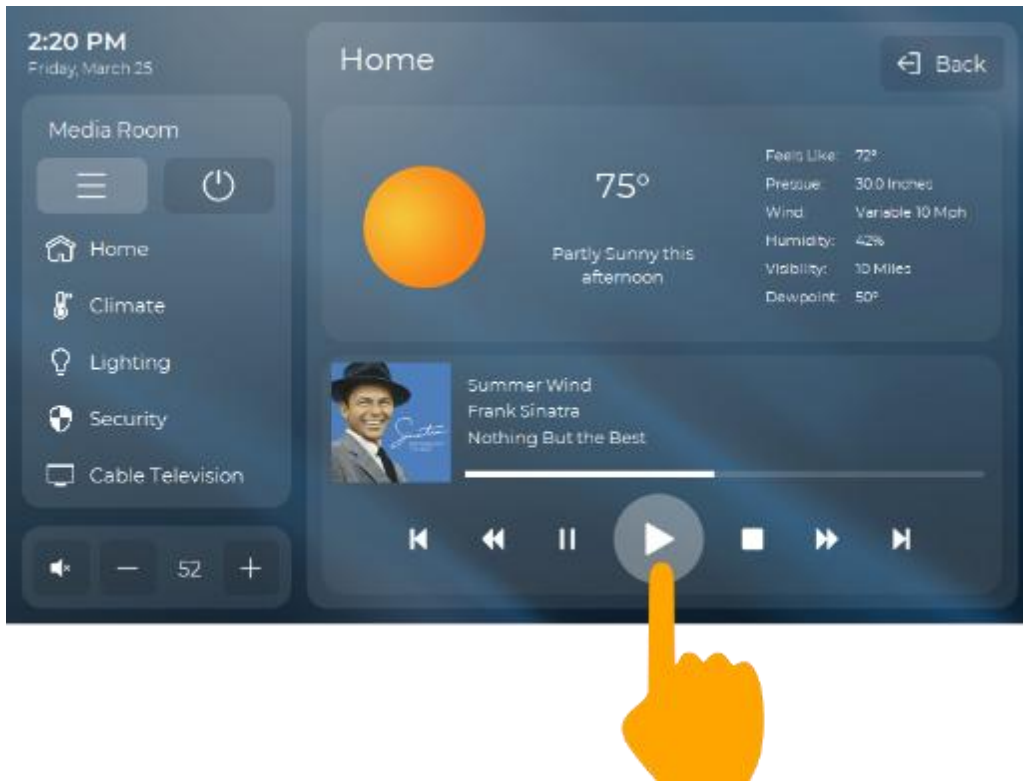 2:20 PM
Friday, March 25
Media Room
Home
Climate
Lighting
Security
Cable Television
52
Home
Back
75°
Partly Sunny this
afternoon
Feels Like: 72°
Pressue: 30.0 Inches
Wind: Variable 10 Mph
Humidity: 42%
Visiblity: 10 Miles
Dewpoint: 50°
Summer Wind
Frank Sinatra
Nothing But the Best
Sinatra